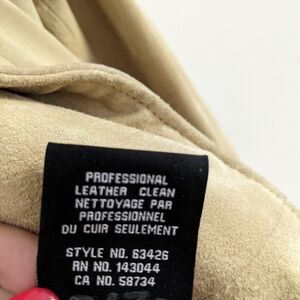 PROFESSIONAL
LEATHER CLEAN
NETTOYAGE PAR
PROFESSIONNEL
DU CUIR SEULEMENT
STYLE NO. 63426
RN NO. 143044
CA NO. 58734